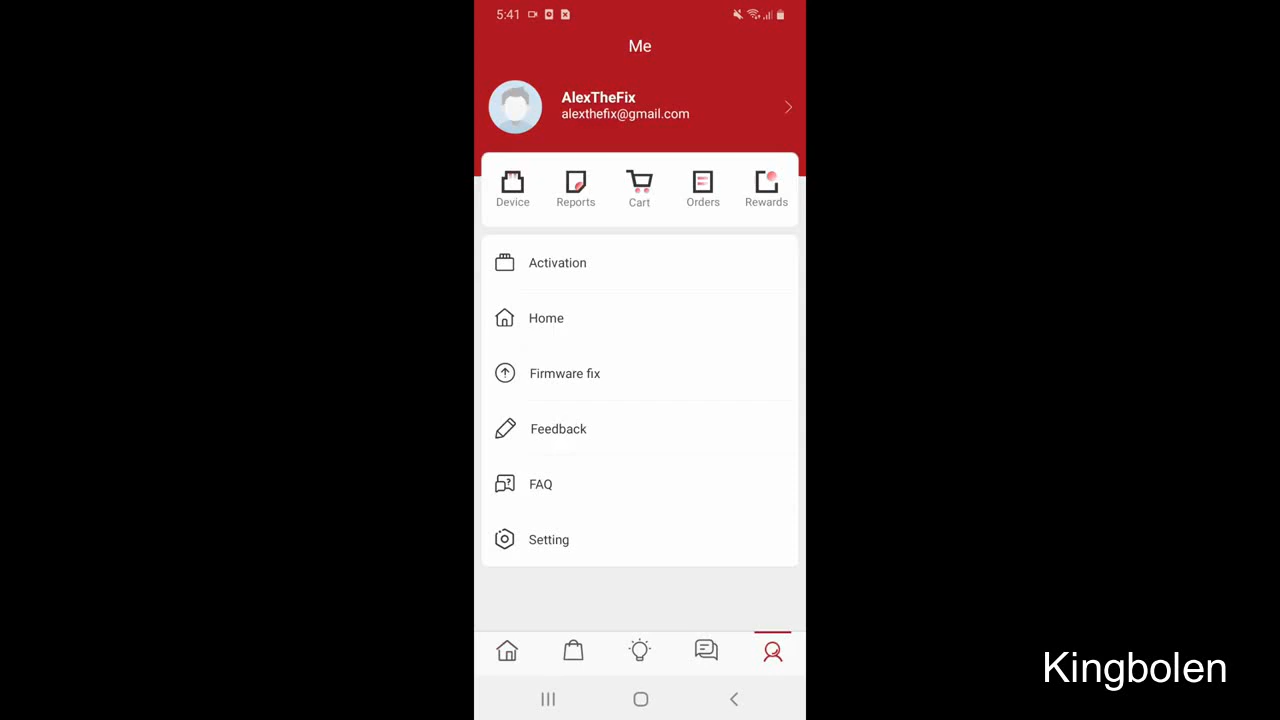 5:41
Me
AlexTheFix
alexthefix@gmail.com
Device Reports Cart Orders Rewards
Activation
Home
Firmware fix
Feedback
FAQ
Setting
Kingbolen